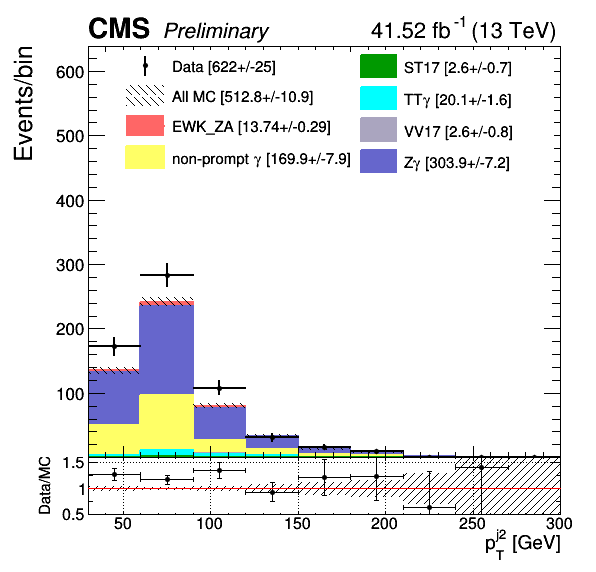 CMS Preliminary 41.52 fb⁻¹ (13 TeV)
Events/bin
Data [622+/-25]
All MC [512.8+/-10.9]
EWK_ZA [13.74+/-0.29]
non-prompt γ [169.9+/-7.9]
ST17 [2.6+/-0.7]
TTγ [20.1+/-1.6]
VV17 [2.6+/-0.8]
Zγ [303.9+/-7.2]
600
500
400
300
200
100
Data/MC
1.5
1
0.5
50 100 150 200 250 300
p_T^{j2} [GeV]